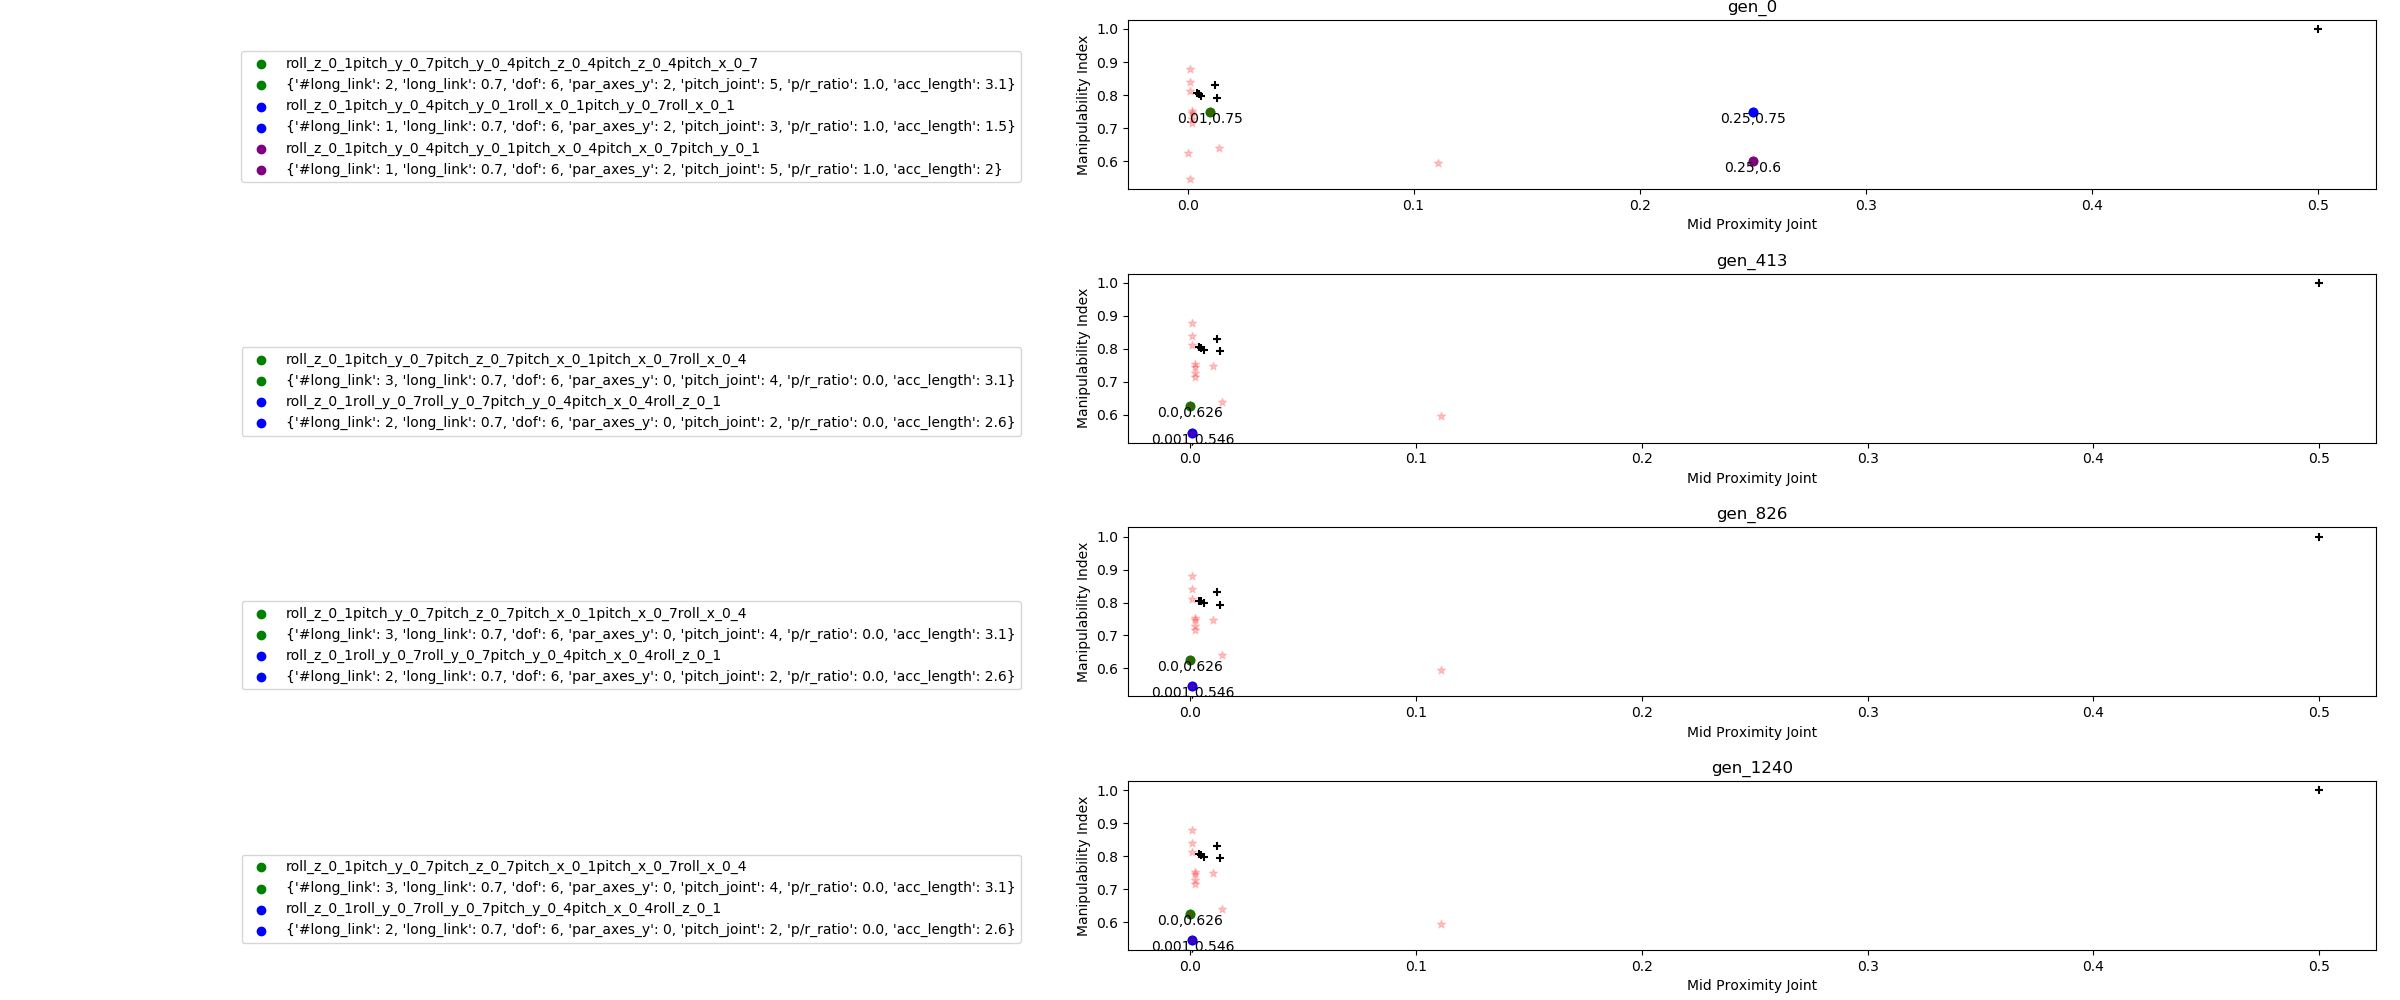 gen_0
roll_z_0_1pitch_y_0_7pitch_y_0_4pitch_z_0_4pitch_z_0_4pitch_x_0_7
{'#long_link': 2, 'long_link': 0.7, 'dof': 6, 'par_axes_y': 2, 'pitch_joint': 5, 'p/r_ratio': 1.0, 'acc_length': 3.1}
roll_z_0_1pitch_y_0_4pitch_y_0_1roll_x_0_1pitch_y_0_7roll_x_0_1
{'#long_link': 1, 'long_link': 0.7, 'dof': 6, 'par_axes_y': 2, 'pitch_joint': 3, 'p/r_ratio': 1.0, 'acc_length': 1.5}
roll_z_0_1pitch_y_0_4pitch_y_0_1pitch_x_0_4pitch_x_0_7pitch_y_0_1
{'#long_link': 1, 'long_link': 0.7, 'dof': 6, 'par_axes_y': 2, 'pitch_joint': 5, 'p/r_ratio': 1.0, 'acc_length': 2}
Manipulability Index
1.0
0.9
0.8
0.7
0.6
0.01,0.75
0.25,0.75
0.25,0.6
0.0 0.1 0.2 0.3 0.4 0.5
Mid Proximity Joint
gen_413
roll_z_0_1pitch_y_0_7pitch_z_0_7pitch_x_0_1pitch_x_0_7roll_x_0_4
{'#long_link': 3, 'long_link': 0.7, 'dof': 6, 'par_axes_y': 0, 'pitch_joint': 4, 'p/r_ratio': 0.0, 'acc_length': 3.1}
roll_z_0_1roll_y_0_7roll_y_0_7pitch_y_0_4pitch_x_0_4roll_z_0_1
{'#long_link': 2, 'long_link': 0.7, 'dof': 6, 'par_axes_y': 0, 'pitch_joint': 2, 'p/r_ratio': 0.0, 'acc_length': 2.6}
Manipulability Index
1.0
0.9
0.8
0.7
0.6
0.0,0.626
0.001,0.546
0.0 0.1 0.2 0.3 0.4 0.5
Mid Proximity Joint
gen_826
roll_z_0_1pitch_y_0_7pitch_z_0_7pitch_x_0_1pitch_x_0_7roll_x_0_4
{'#long_link': 3, 'long_link': 0.7, 'dof': 6, 'par_axes_y': 0, 'pitch_joint': 4, 'p/r_ratio': 0.0, 'acc_length': 3.1}
roll_z_0_1roll_y_0_7roll_y_0_7pitch_y_0_4pitch_x_0_4roll_z_0_1
{'#long_link': 2, 'long_link': 0.7, 'dof': 6, 'par_axes_y': 0, 'pitch_joint': 2, 'p/r_ratio': 0.0, 'acc_length': 2.6}
Manipulability Index
1.0
0.9
0.8
0.7
0.6
0.0,0.626
0.001,0.546
0.0 0.1 0.2 0.3 0.4 0.5
Mid Proximity Joint
gen_1240
roll_z_0_1pitch_y_0_7pitch_z_0_7pitch_x_0_1pitch_x_0_7roll_x_0_4
{'#long_link': 3, 'long_link': 0.7, 'dof': 6, 'par_axes_y': 0, 'pitch_joint': 4, 'p/r_ratio': 0.0, 'acc_length': 3.1}
roll_z_0_1roll_y_0_7roll_y_0_7pitch_y_0_4pitch_x_0_4roll_z_0_1
{'#long_link': 2, 'long_link': 0.7, 'dof': 6, 'par_axes_y': 0, 'pitch_joint': 2, 'p/r_ratio': 0.0, 'acc_length': 2.6}
Manipulability Index
1.0
0.9
0.8
0.7
0.6
0.0,0.626
0.001,0.546
0.0 0.1 0.2 0.3 0.4 0.5
Mid Proximity Joint